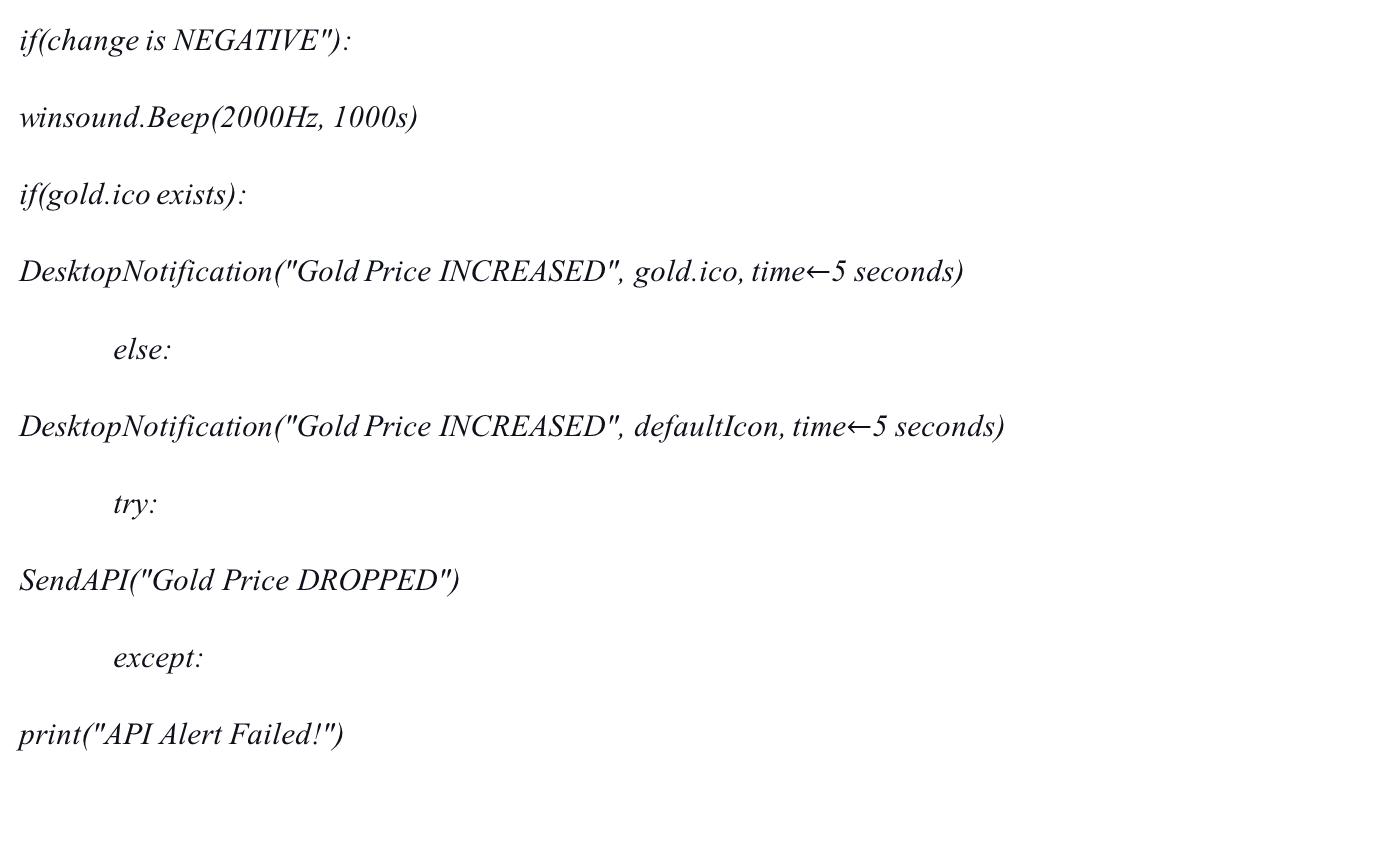 if(change is NEGATIVE"):
winsound.Beep(2000Hz, 1000s)
if(gold.ico exists):
DesktopNotification("Gold Price INCREASED", gold.ico, time←5 seconds)
else:
DesktopNotification("Gold Price INCREASED", defaultIcon, time←5 seconds)
try:
SendAPI("Gold Price DROPPED")
except:
print("API Alert Failed!")